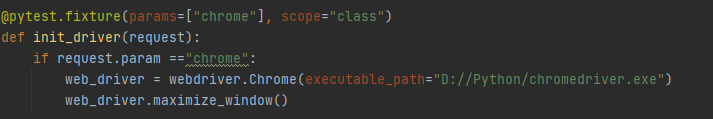 @pytest.fixture(params=["chrome"], scope="class")
def init_driver(request):
    if request.param =="chrome":
        web_driver = webdriver.Chrome(executable_path="D://Python/chromedriver.exe")
        web_driver.maximize_window()